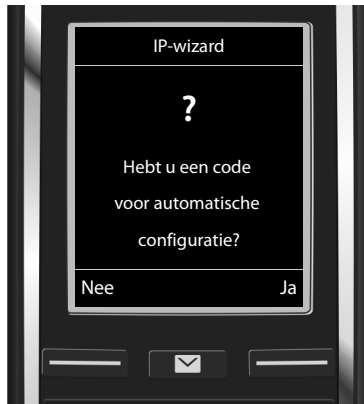 IP-wizard
?
Hebt u een code
voor automatische
configuratie?
Nee Ja